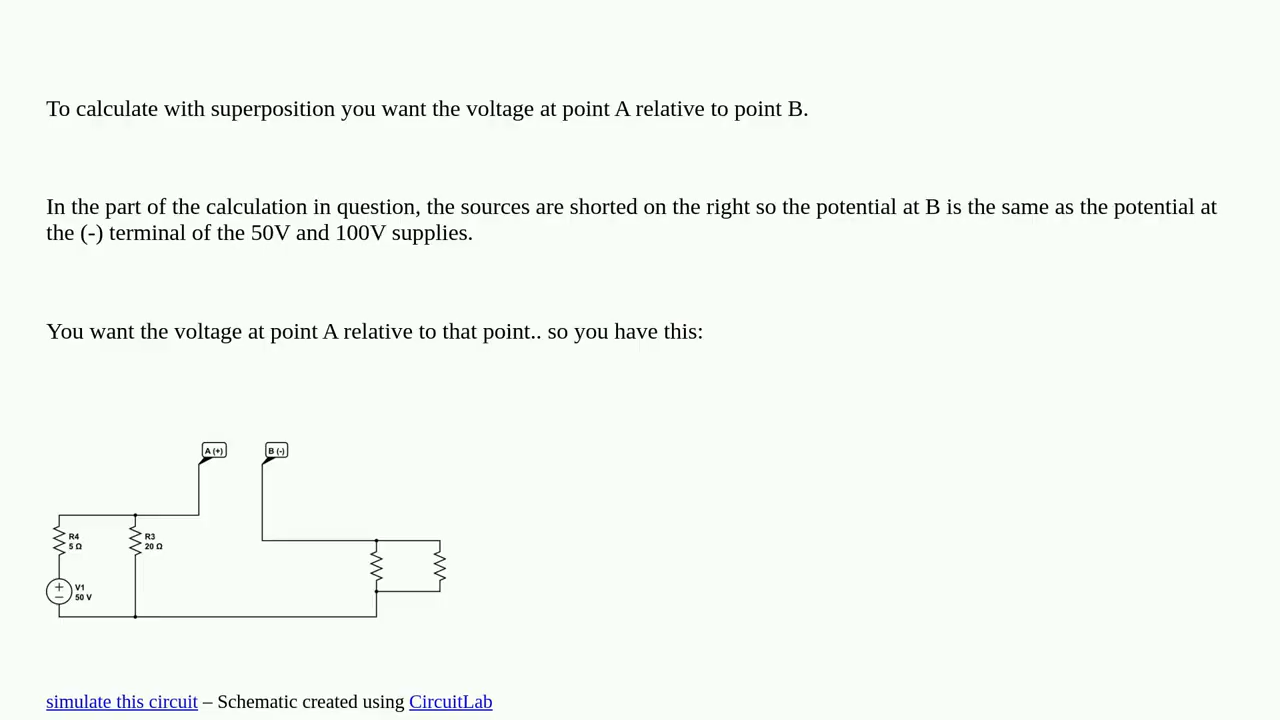 To calculate with superposition you want the voltage at point A relative to point B.
In the part of the calculation in question, the sources are shorted on the right so the potential at B is the same as the potential at
the (-) terminal of the 50V and 100V supplies.
You want the voltage at point A relative to that point.. so you have this:
A (+)
B (-)
R4
5 Ω
R3
20 Ω
V1
50 V
simulate this circuit – Schematic created using CircuitLab